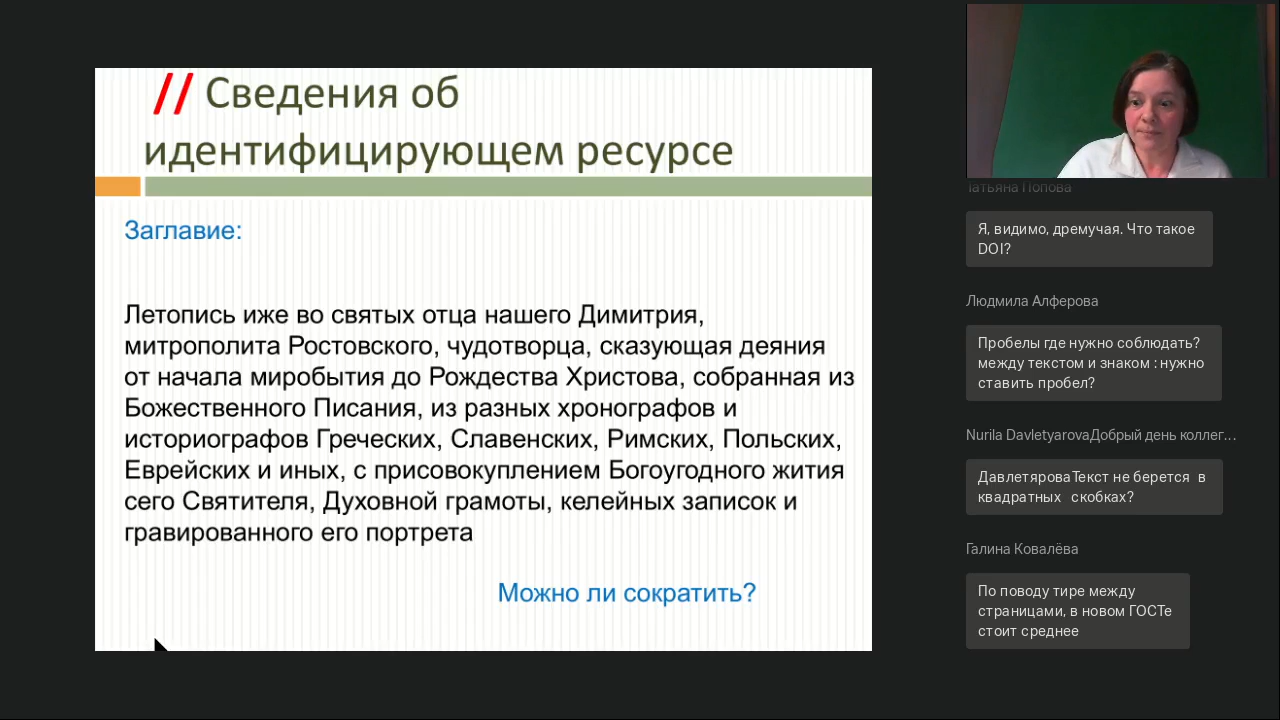 // Сведения об
идентифицирующем ресурсе
Заглавие:
Летопись иже во святых отца нашего Димитрия,
митрополита Ростовского, чудотворца, сказующая деяния
от начала миробытия до Рождества Христова, собранная из
Божественного Писания, из разных хронографов и
историографов Греческих, Славенских, Римских, Польских,
Еврейских и иных, с присовокуплением Богоугодного жития
сего Святителя, Духовной грамоты, келейных записок и
гравированного его портрета
Можно ли сократить?
Татьяна Попова
Я, видимо, дремучая. Что такое
DOI?
Людмила Алферова
Пробелы где нужно соблюдать?
между текстом и знаком : нужно
ставить пробел?
Nurila DavletyarovaДобрый день коллег...
ДавлетяроваТекст не берется в
квадратных скобках?
Галина Ковалёва
По поводу тире между
страницами, в новом ГОСТе
стоит среднее